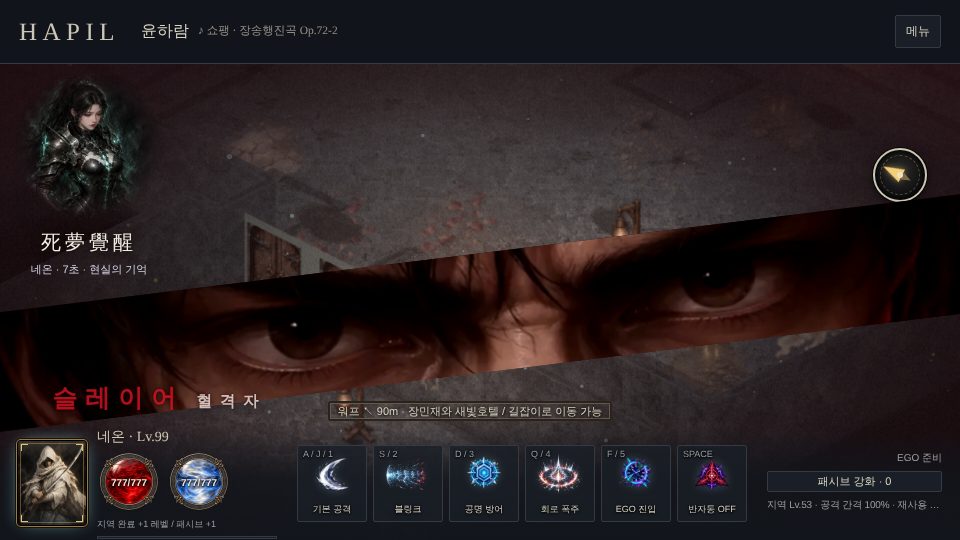 HAPIL 윤하람 ♪ 쇼팽 · 장송행진곡 Op.72-2
메뉴
死夢覺醒
네온 · 7초 · 현실의 기억
슬레이어 혈격자
워프 ↖ 90m · 장민재와 새빛호텔 / 길잡이로 이동 가능
네온 · Lv.99
777/777 777/777
지역 완료 +1 레벨 / 패시브 +1
A / J / 1
기본 공격
S / 2
블링크
D / 3
공명 방어
Q / 4
회로 폭주
F / 5
EGO 진입
SPACE
반자동 OFF
EGO 준비
패시브 강화 · 0
지역 Lv.53 · 공격 간격 100% · 재사용 …